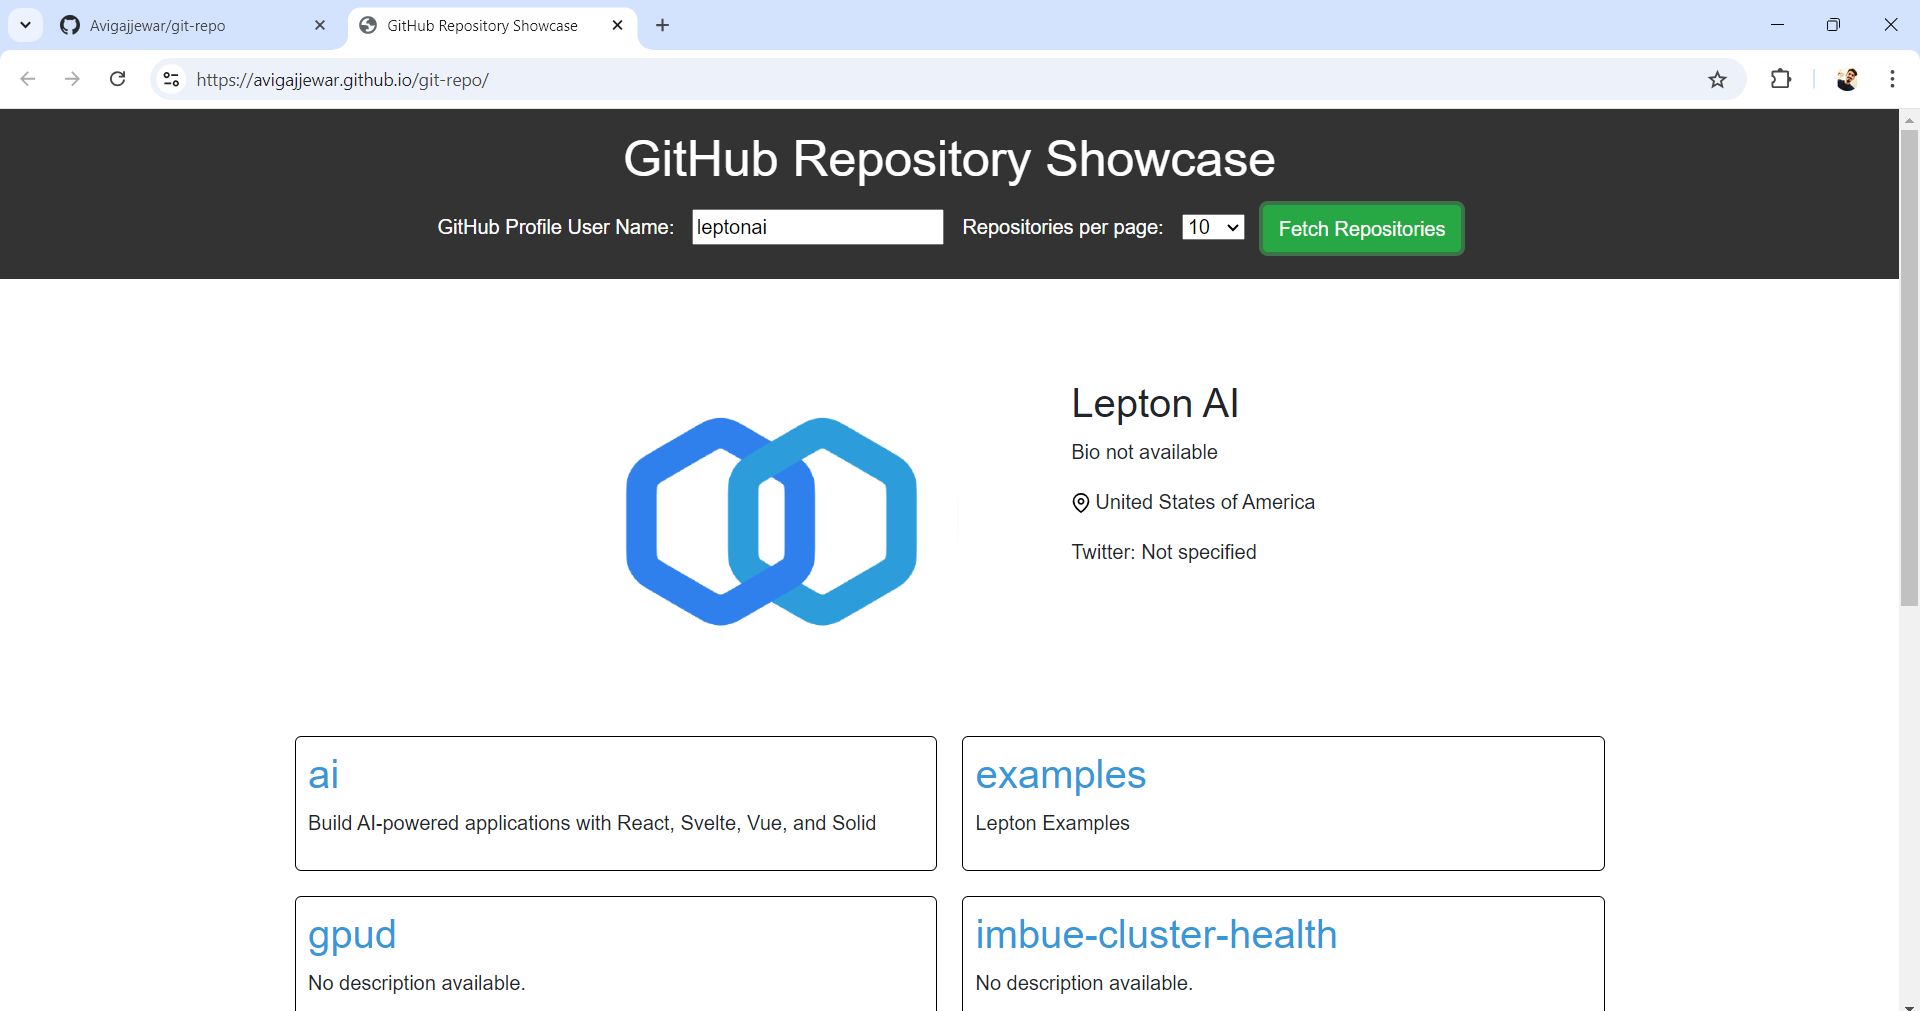 Avigajjewar/git-repo
GitHub Repository Showcase
https://avigajjewar.github.io/git-repo/
GitHub Repository Showcase
GitHub Profile User Name: leptonai Repositories per page: 10 Fetch Repositories
Lepton AI
Bio not available
United States of America
Twitter: Not specified
ai
Build AI-powered applications with React, Svelte, Vue, and Solid
examples
Lepton Examples
gpud
No description available.
imbue-cluster-health
No description available.